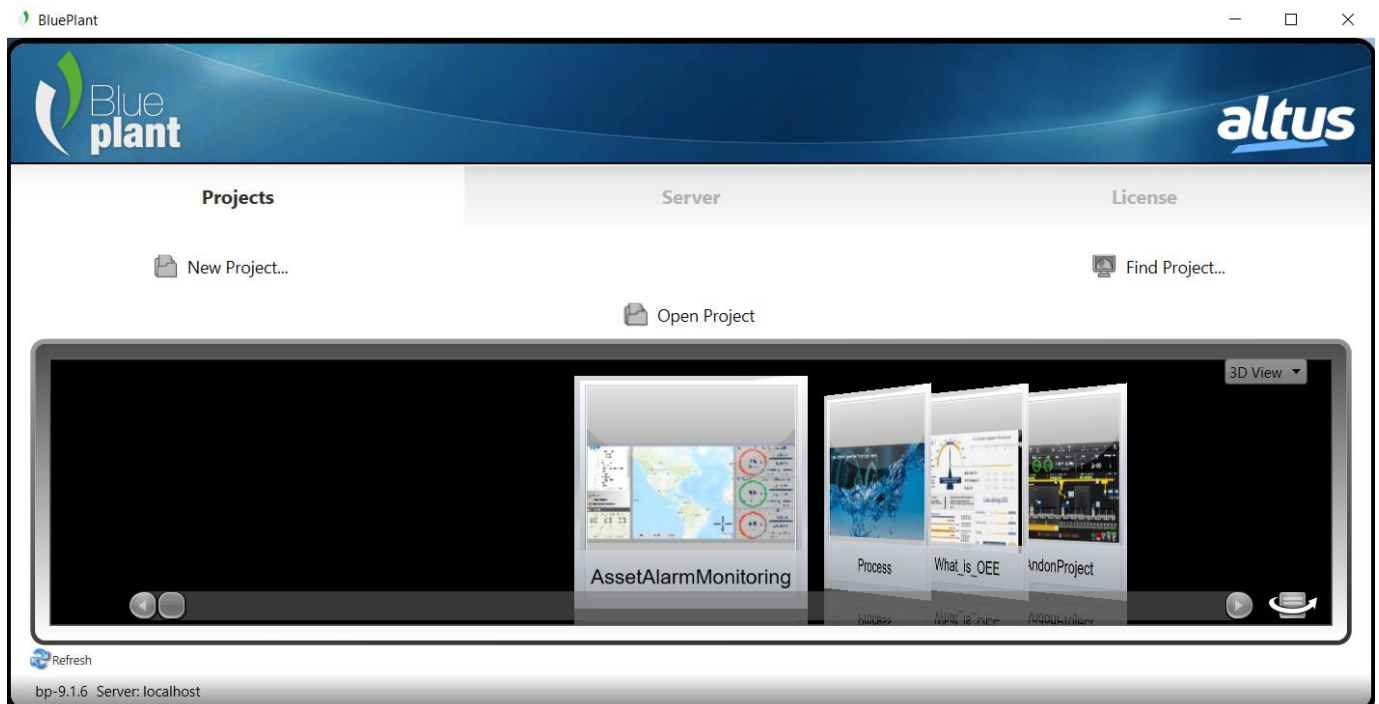 BluePlant
Blue
plant
altus
Projects
Server
License
New Project...
Find Project...
Open Project
3D View
AssetAlarmMonitoring
Process
What_is_OEE
AndonProject
Refresh
bp-9.1.6 Server: localhost